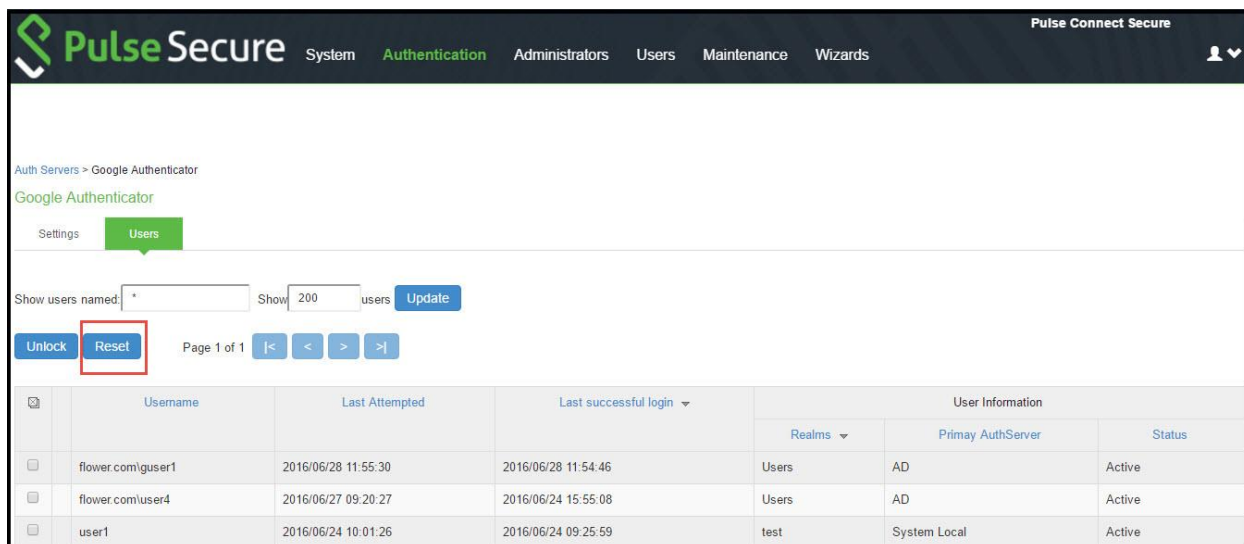 Pulse Connect Secure
Pulse Secure System Authentication Administrators Users Maintenance Wizards
Auth Servers > Google Authenticator
Google Authenticator
Settings Users
Show users named: * Show 200 users Update
Unlock Reset Page 1 of 1 |< < > >|
Username Last Attempted Last successful login User Information
Realms Primay AuthServer Status
flower.com\guser1 2016/06/28 11:55:30 2016/06/28 11:54:46 Users AD Active
flower.com\user4 2016/06/27 09:20:27 2016/06/24 15:55:08 Users AD Active
user1 2016/06/24 10:01:26 2016/06/24 09:25:59 test System Local Active